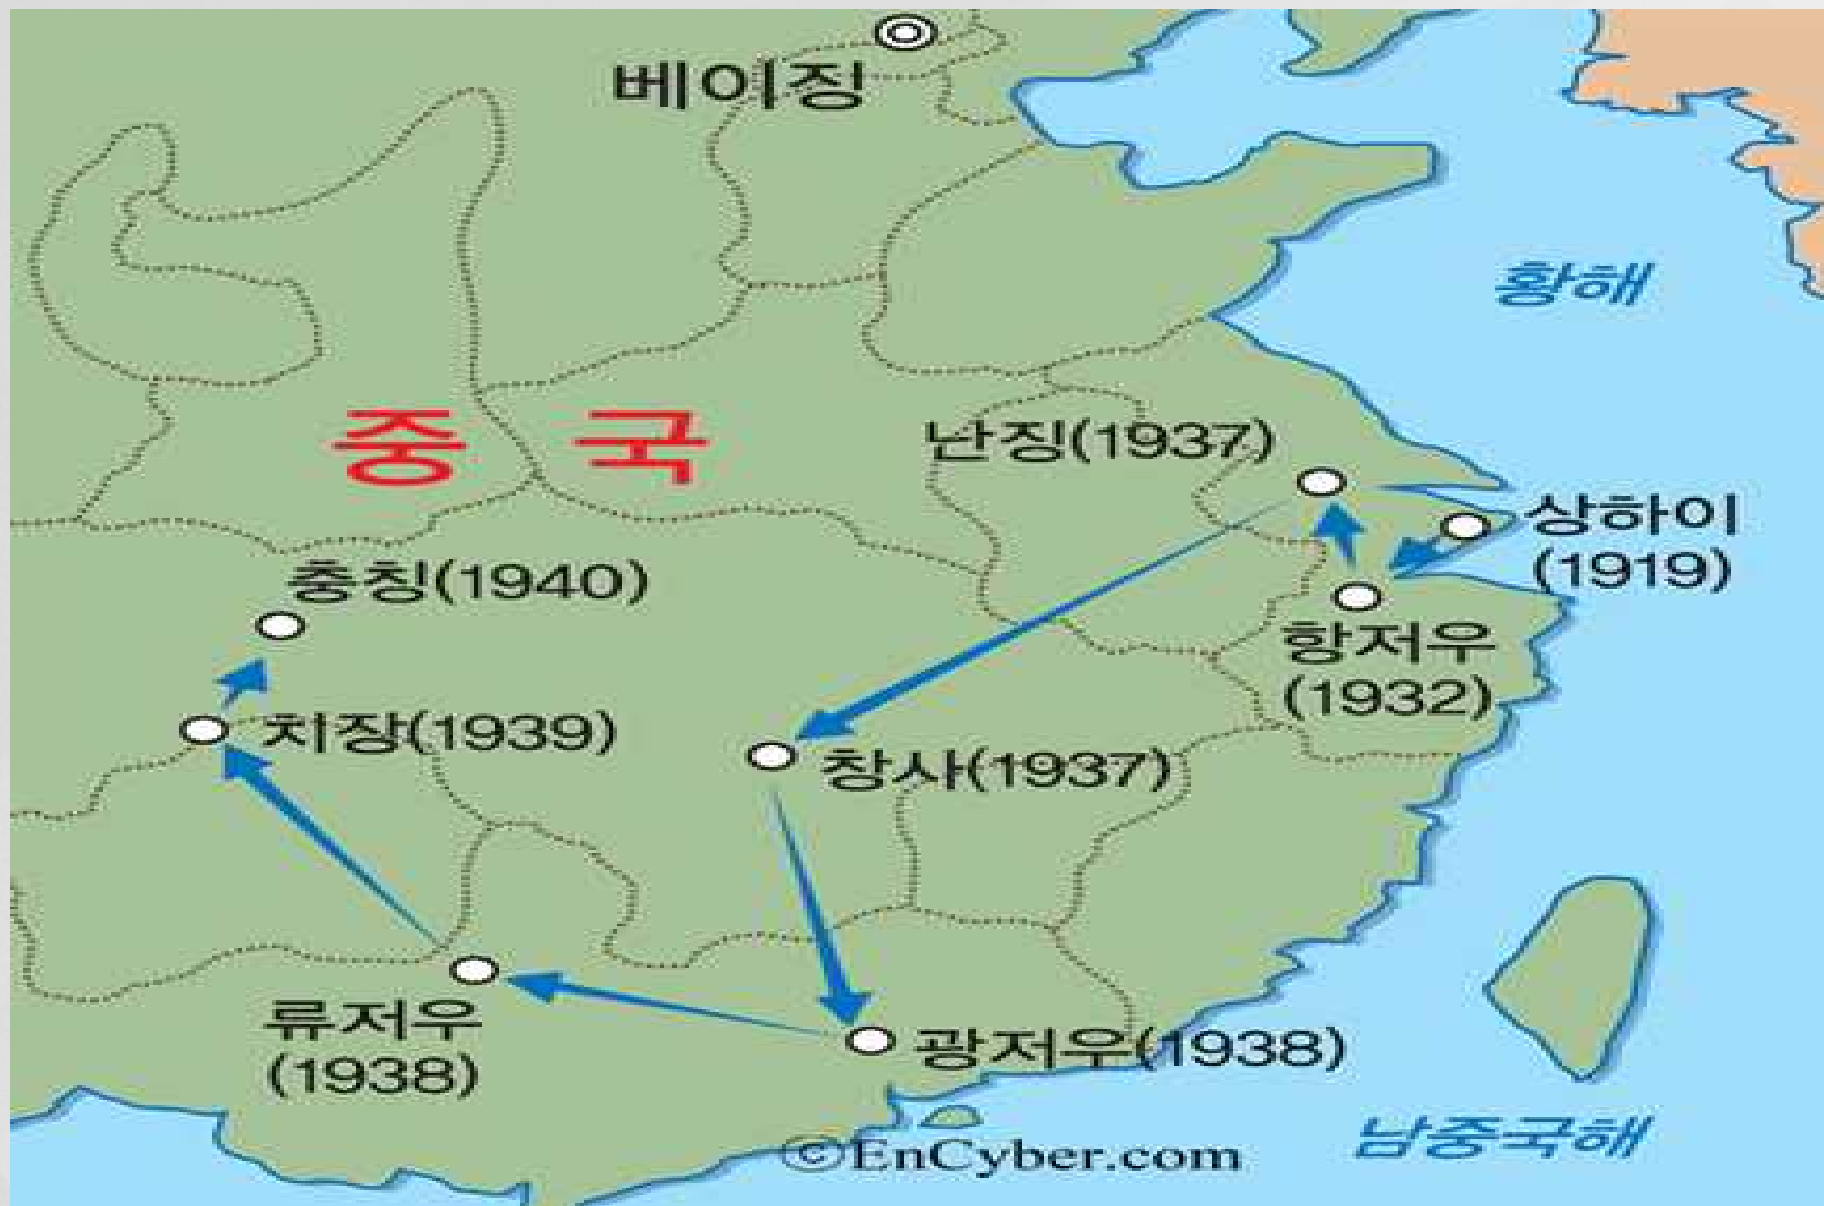 베이징
황해
중국
난징(1937)
상하이
(1919)
충칭(1940)
항저우
(1932)
치장(1939)
창사(1937)
류저우
(1938)
광저우(1938)
남중국해
©EnCyber.com